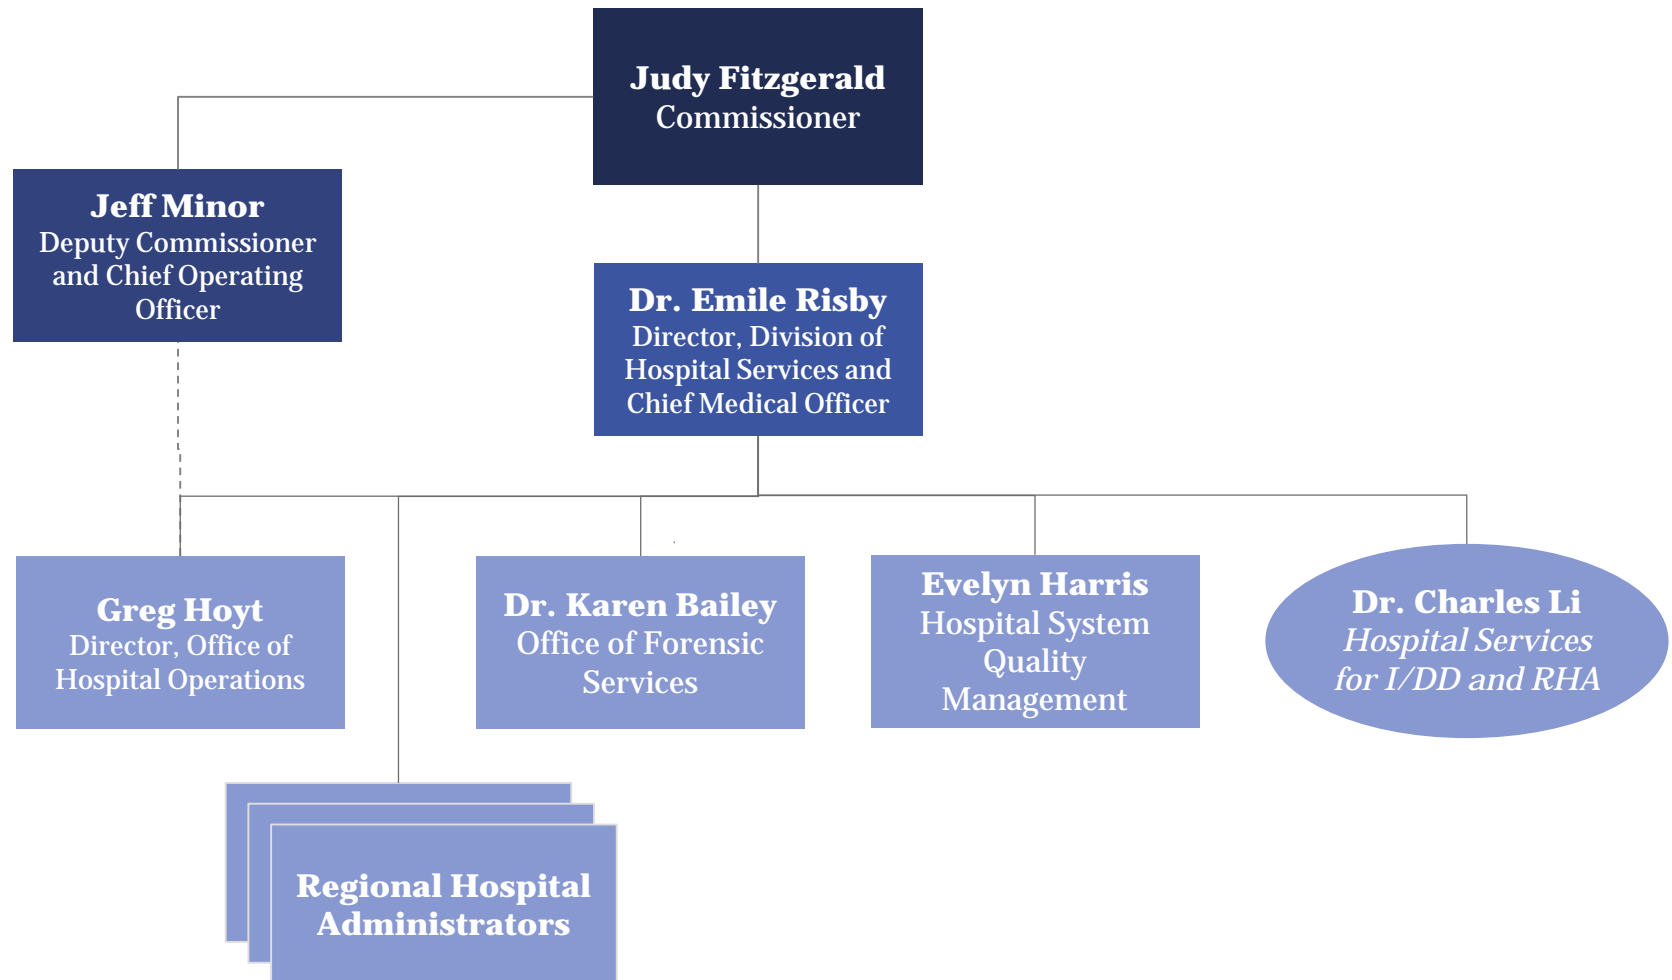 Judy Fitzgerald
Commissioner
Jeff Minor
Deputy Commissioner
and Chief Operating
Officer
Dr. Emile Risby
Director, Division of
Hospital Services and
Chief Medical Officer
Greg Hoyt
Director, Office of
Hospital Operations
Dr. Karen Bailey
Office of Forensic
Services
Evelyn Harris
Hospital System
Quality
Management
Dr. Charles Li
Hospital Services
for I/DD and RHA
Regional Hospital
Administrators